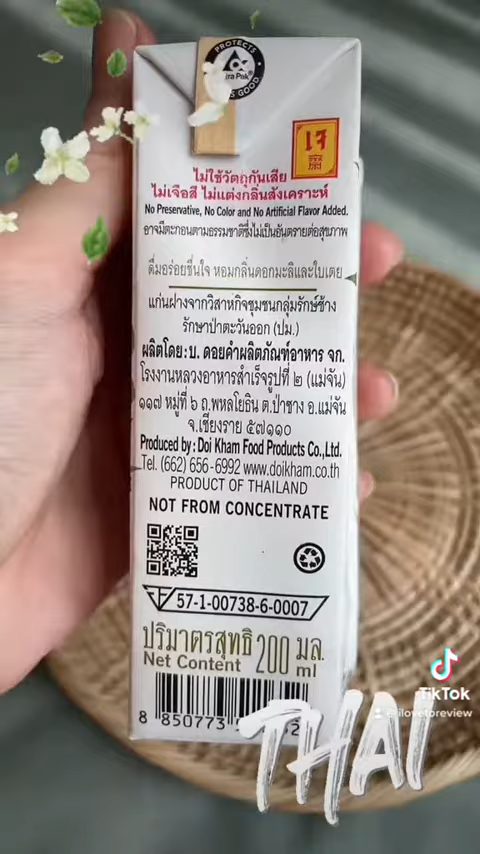 PROTECTS
GOOD
เจ
ไม่ใช้วัตถุกันเสีย
ไม่เจือสี ไม่แต่งกลิ่นสังเคราะห์
No Preservative, No Color and No Artificial Flavor Added.
อาจมีตะกอนตามธรรมชาติซึ่งไม่เป็นอันตรายต่อสุขภาพ
ดื่มอร่อยชื่นใจ หอมกลิ่นดอกมะลิและใบเตย
แก่นฝางจากวิสาหกิจชุมชนกลุ่มรักษ์ช้าง
รักษาป่าตะวันออก (ปม.)
ผลิตโดย: บ. ดอยคำผลิตภัณฑ์อาหาร จก.
โรงงานหลวงอาหารสำเร็จรูปที่ ๒ (แม่จัน)
๑๑๗ หมู่ที่ ๖ ถ.พหลโยธิน ต.ป่าซาง อ.แม่จัน
จ.เชียงราย ๕๗๑๑๐
Produced by: Doi Kham Food Products Co.,Ltd.
Tel. (662) 656-6992 www.doikham.co.th
PRODUCT OF THAILAND
NOT FROM CONCENTRATE
57-1-00738-6-0007
ปริมาตรสุทธิ 200 มล.
Net Content ml
8 850773
THAI
TikTok
@ilovetoreview